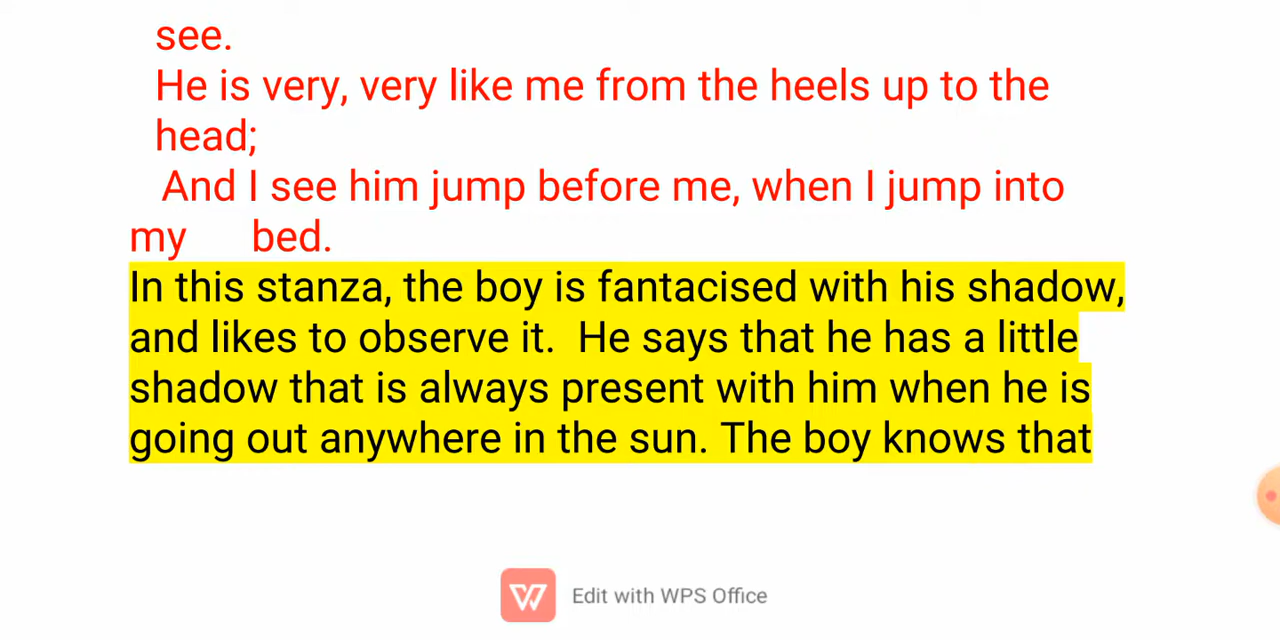 see.
He is very, very like me from the heels up to the
head;
And I see him jump before me, when I jump into
my bed.
In this stanza, the boy is fantacised with his shadow,
and likes to observe it. He says that he has a little
shadow that is always present with him when he is
going out anywhere in the sun. The boy knows that
Edit with WPS Office